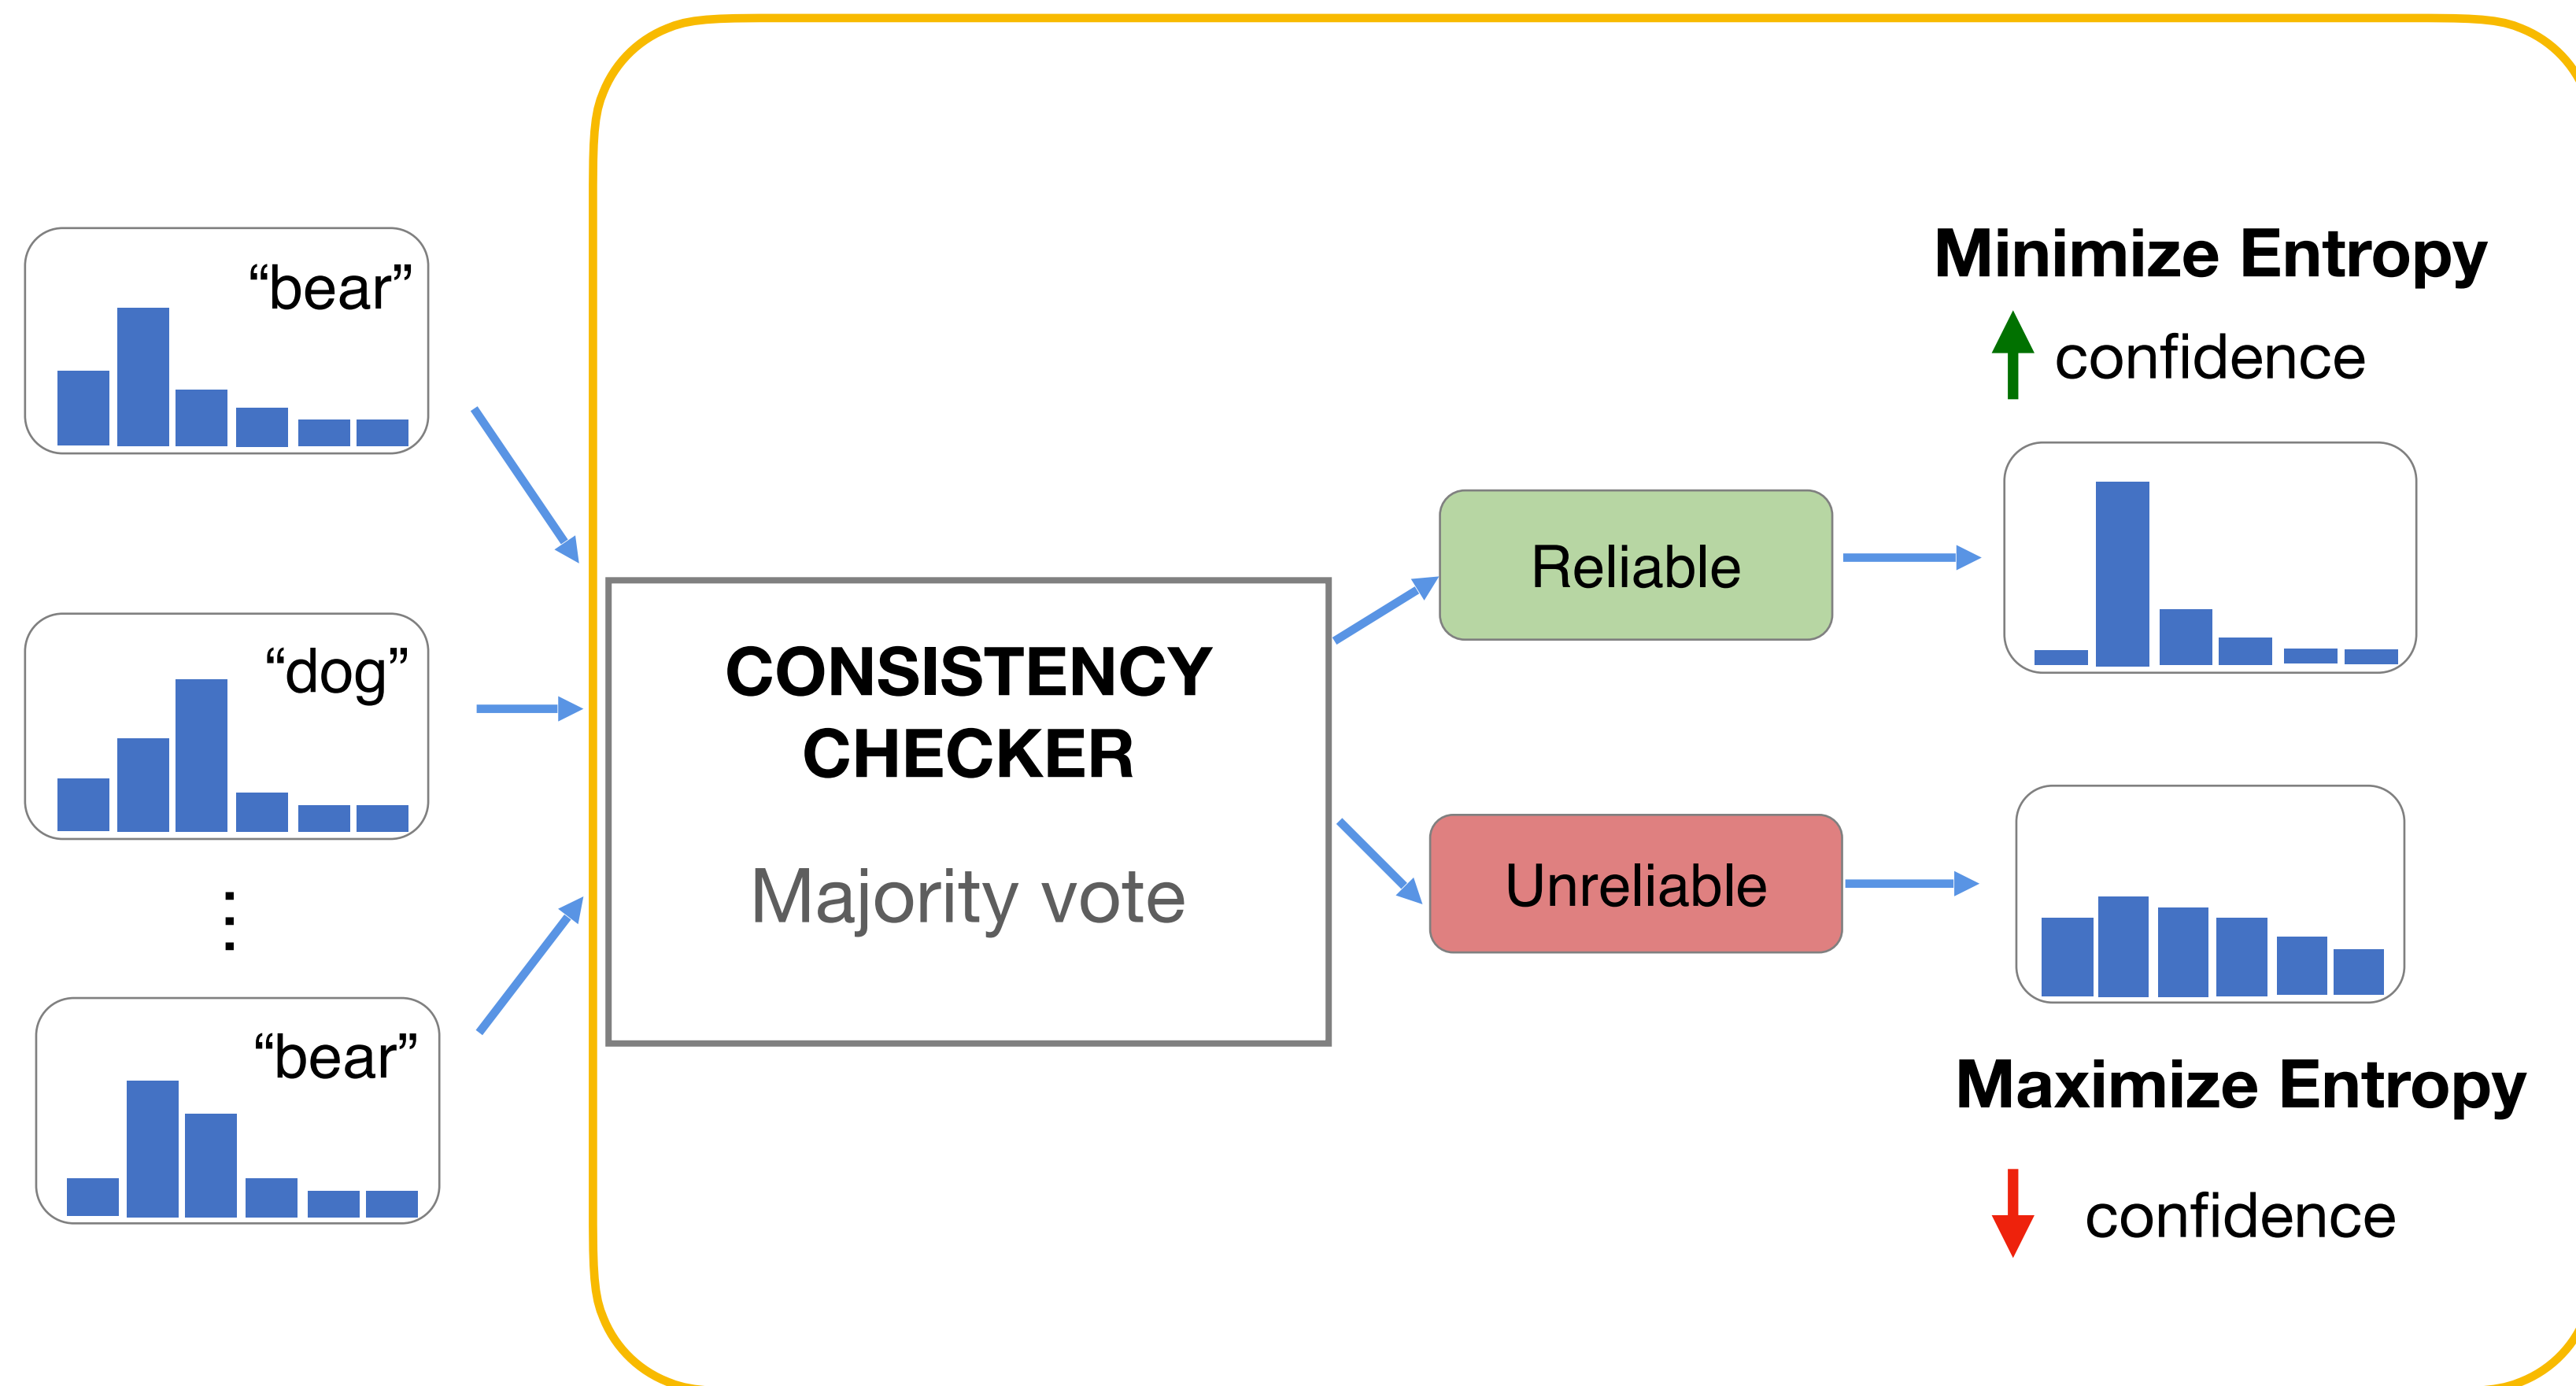 “bear”
“dog”
⋮
“bear”
CONSISTENCY
CHECKER
Majority vote
Reliable
Unreliable
Minimize Entropy
confidence
Maximize Entropy
confidence